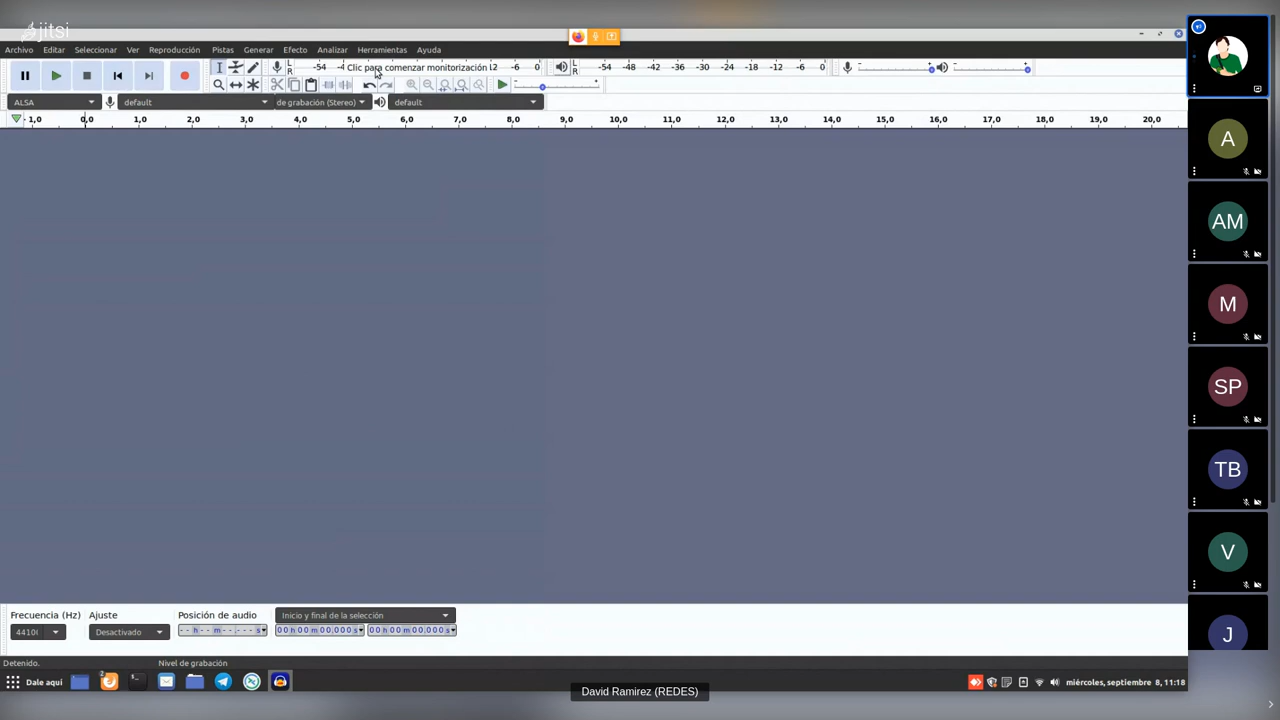 jitsi
Archivo Editar Seleccionar Ver Reproducción Pistas Generar Efecto Analizar Herramientas Ayuda
L R -54 -4 Clic para comenzar monitorización -6 0
L R -54 -48 -42 -36 -30 -24 -18 -12 -6 0
- + - +
- +
ALSA default de grabación (Stereo) default
1,0 0,0 1,0 2,0 3,0 4,0 5,0 6,0 7,0 8,0 9,0 10,0 11,0 12,0 13,0 14,0 15,0 16,0 17,0 18,0 19,0 20,0
A
AM
M
SP
TB
V
J
Frecuencia (Hz) Ajuste Posición de audio Inicio y final de la selección
Desactivado -- h -- m --,--- s 00 h 00 m 00,000 s 00 h 00 m 00,000 s
Detenido. Nivel de grabación
Dale aquí 2 miércoles, septiembre 8, 11:18
David Ramirez (REDES)